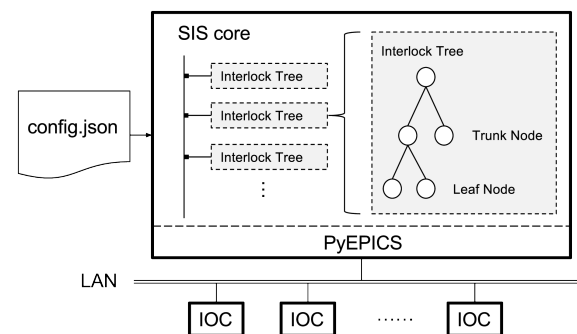 SIS core
Interlock Tree
Interlock Tree
Interlock Tree
⋮
Interlock Tree
Trunk Node
Leaf Node
config.json
PyEPICS
LAN
IOC IOC ...... IOC